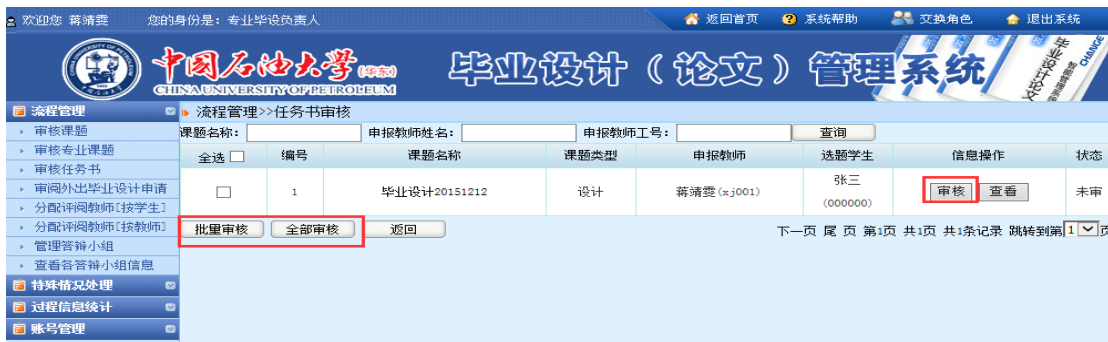 欢迎您 蒋靖雯 您的身份是：专业毕设负责人 返回首页 系统帮助 交换角色 退出系统
中国石油大学(华东) 毕业设计（论文）管理系统
CHINA UNIVERSITY OF PETROLEUM
流程管理
审核课题
审核专业课题
审核任务书
审阅外出毕业设计申请
分配评阅教师[按学生]
分配评阅教师[按教师]
管理答辩小组
查看各答辩小组信息
特殊情况处理
过程信息统计
账号管理
流程管理>>任务书审核
课题名称： 申报教师姓名： 申报教师工号： 查询
全选 编号 课题名称 课题类型 申报教师 选题学生 信息操作 状态
1 毕业设计20151212 设计 蒋靖雯(xj001) 张三 (000000) 审核 查看 未审
批量审核 全部审核 返回 下一页 尾 页 第1页 共1页 共1条记录 跳转到第 1 页